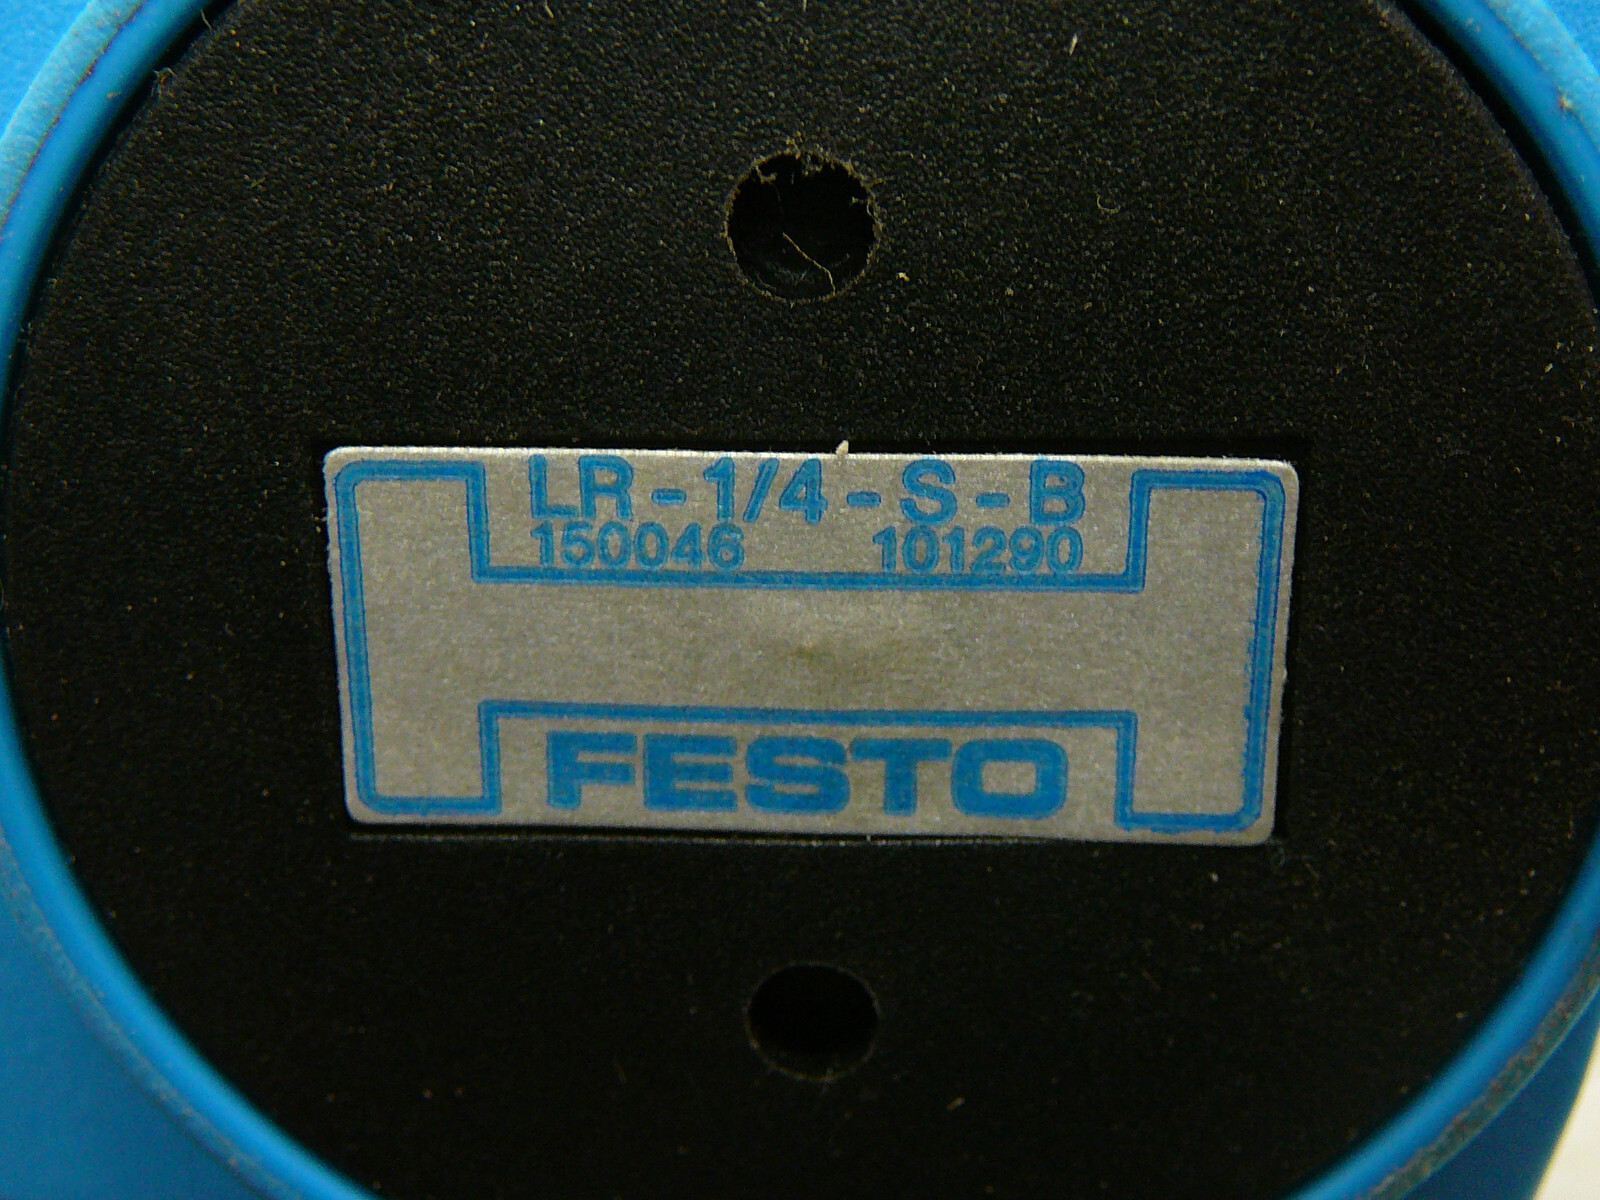 LR - 1/4 - S - B
150046 101290
FESTO